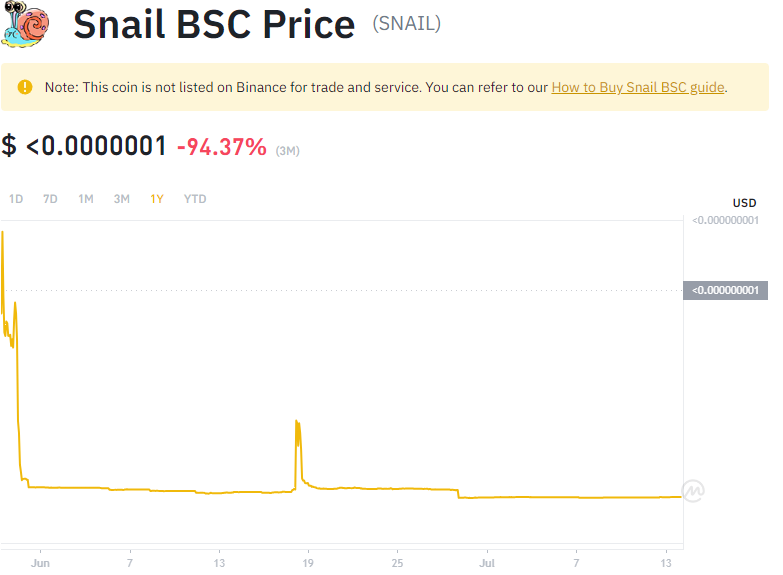 Snail BSC Price (SNAIL)
Note: This coin is not listed on Binance for trade and service. You can refer to our How to Buy Snail BSC guide.
$ <0.0000001 -94.37% (3M)
1D 7D 1M 3M 1Y YTD
USD
<0.000000001
<0.000000001
Jun 7 13 19 25 Jul 7 13